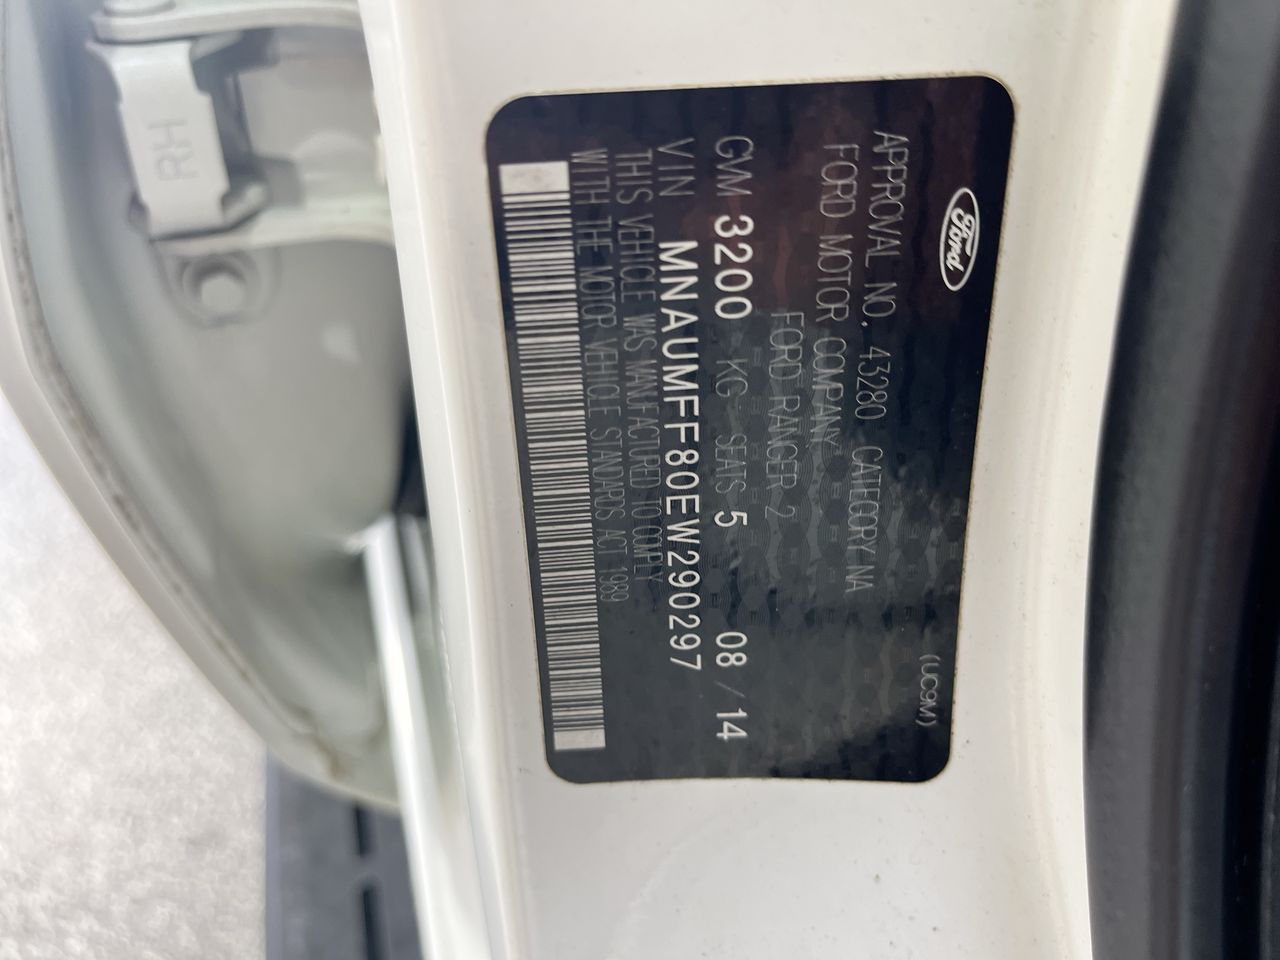 Ford
(UC9M)
APPROVAL NO. 43280 CATEGORY NA
FORD MOTOR COMPANY
FORD RANGER 2
GVM 3200 KG SEATS 5 08 / 14
VIN MNAUMFF80EW290297
THIS VEHICLE WAS MANUFACTURED TO COMPLY
WITH THE MOTOR VEHICLE STANDARDS ACT 1989
RH